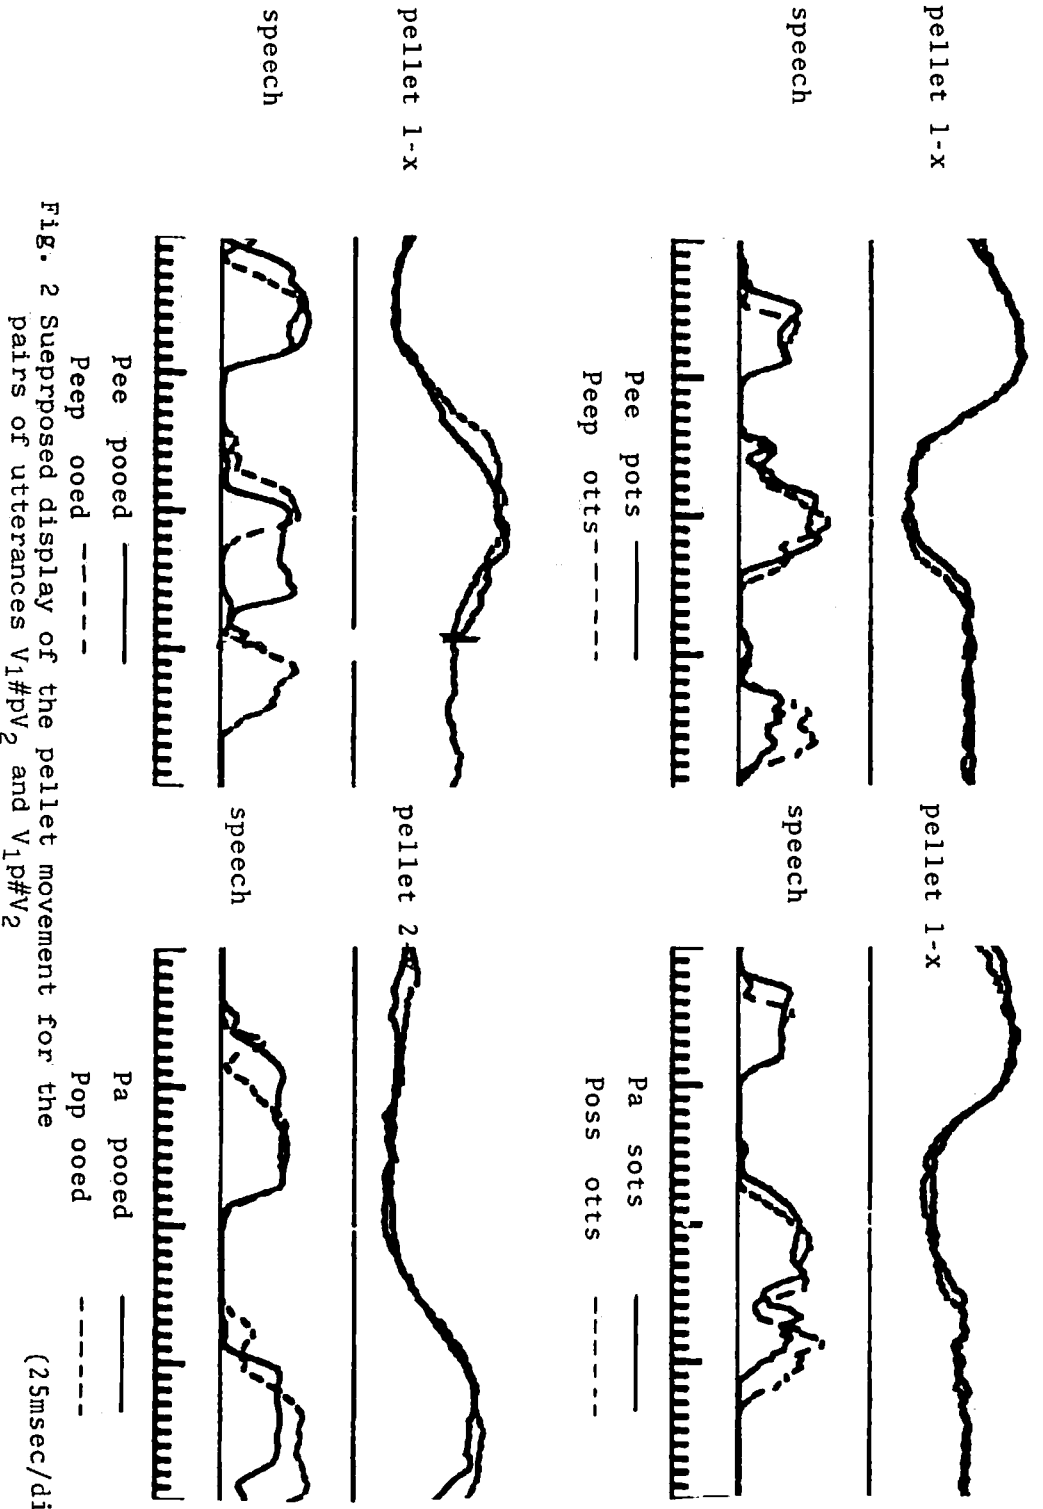 pellet 1-x
speech
Pee pots ———
Peep otts ------
pellet 1-x
speech
Pa sots ———
Poss otts -----
pellet 1-x
speech
Pee pooed ———
Peep ooed -----
pellet 2-
speech
Pa pooed ———
Pop ooed -----
(25msec/di
Fig. 2 Sueprposed display of the pellet movement for the
pairs of utterances V1#pV2 and V1p#V2